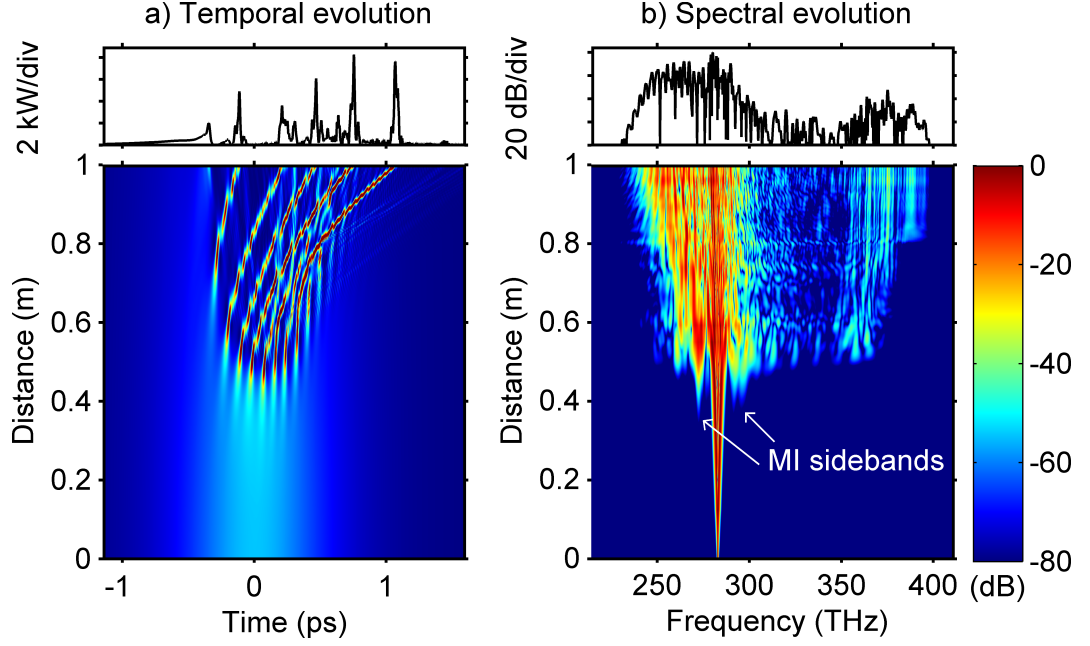 a) Temporal evolution
b) Spectral evolution
2 kW/div
20 dB/div
1
0.8
0.6
0.4
0.2
0
Distance (m)
-1
0
1
Time (ps)
1
0.8
0.6
0.4
0.2
0
Distance (m)
MI sidebands
250
300
350
400
Frequency (THz)
0
-20
-40
-60
-80
(dB)